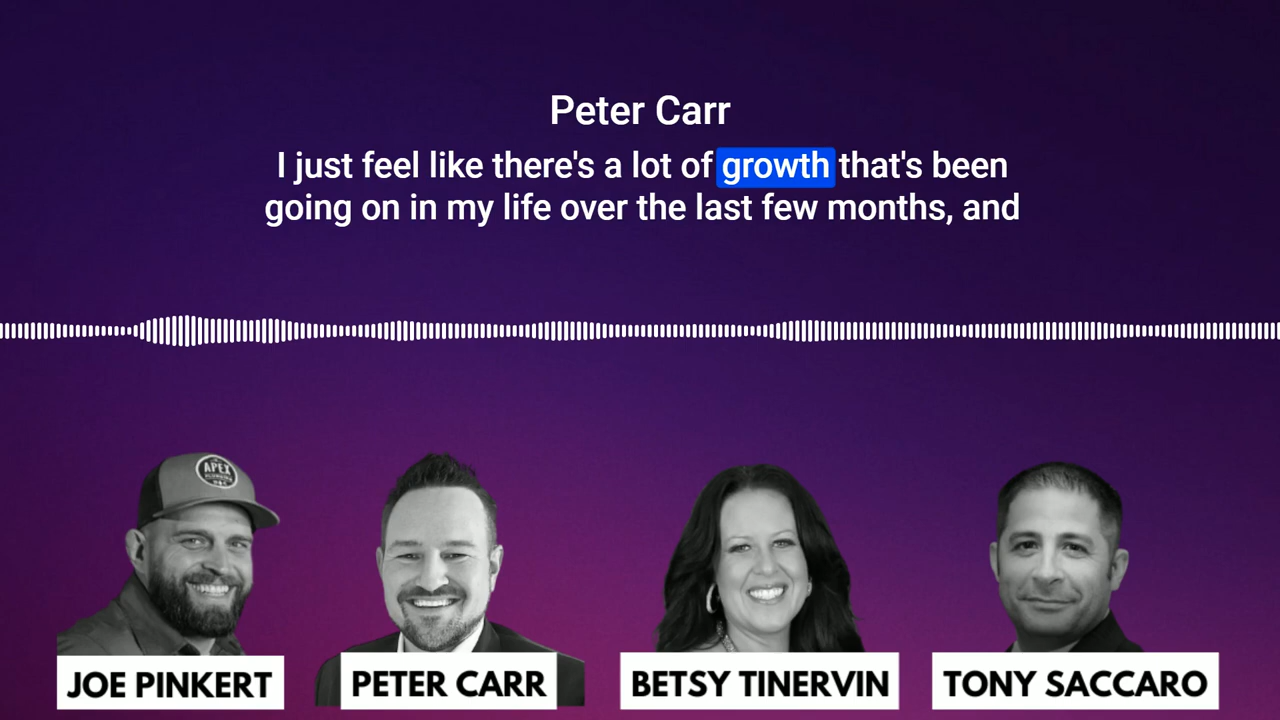 Peter Carr
I just feel like there's a lot of growth that's been
going on in my life over the last few months, and
APEX
JOE PINKERT
PETER CARR
BETSY TINERVIN
TONY SACCARO